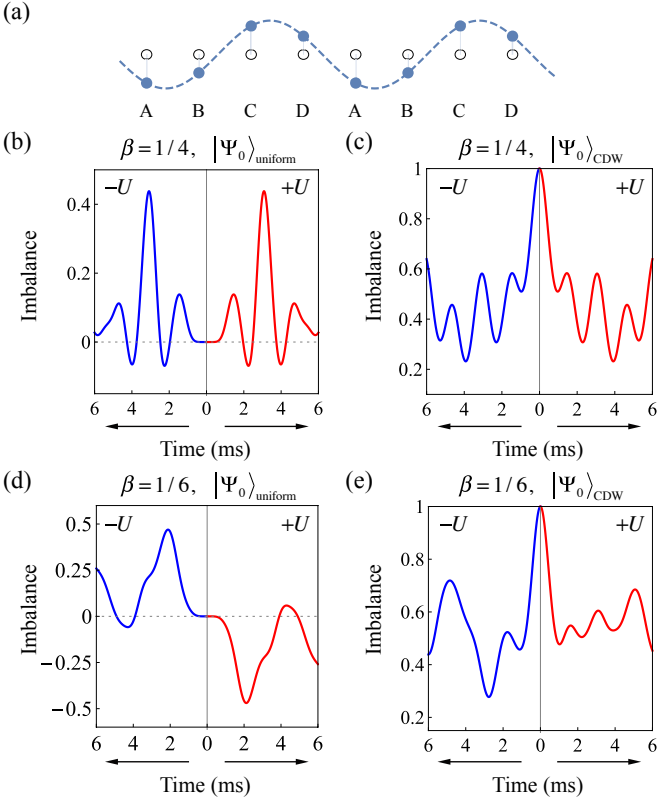 (a)
A B C D A B C D
(b)
β = 1/4, |Ψ₀⟩uniform
−U +U
Imbalance
0.4
0.2
0
6 4 2 0 2 4 6
Time (ms)
(c)
β = 1/4, |Ψ₀⟩CDW
−U +U
Imbalance
1
0.8
0.6
0.4
0.2
6 4 2 0 2 4 6
Time (ms)
(d)
β = 1/6, |Ψ₀⟩uniform
−U +U
Imbalance
0.5
0.25
0
−0.25
−0.5
6 4 2 0 2 4 6
Time (ms)
(e)
β = 1/6, |Ψ₀⟩CDW
−U +U
Imbalance
1
0.8
0.6
0.4
0.2
6 4 2 0 2 4 6
Time (ms)